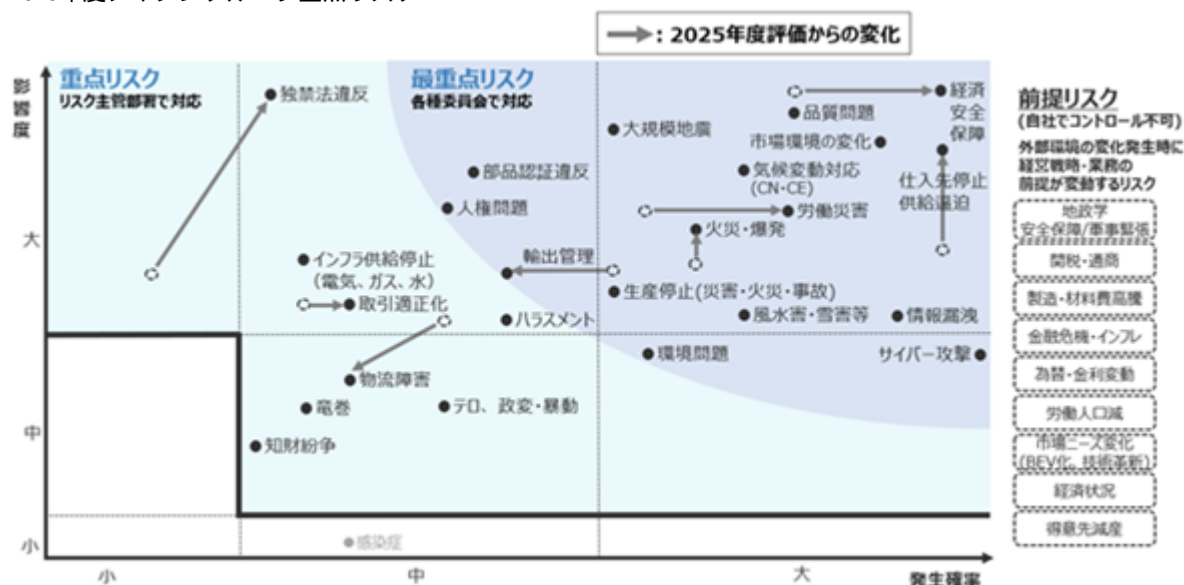 : 2025年度評価からの変化
影響度
重点リスク
リスク主管部署で対応
最重点リスク
各種委員会で対応
独禁法違反
大規模地震
品質問題
経済安全保障
市場環境の変化
部品認証違反
気候変動対応
(CN・CE)
仕入先停止
供給逼迫
人権問題
労働災害
火災・爆発
大
インフラ供給停止
(電気、ガス、水)
輸出管理
取引適正化
生産停止(災害・火災・事故)
ハラスメント
風水害・雪害等
情報漏洩
環境問題
サイバー攻撃
物流障害
竜巻
テロ、政変・暴動
中
知財紛争
小
感染症
小
中
大
発生確率
前提リスク
(自社でコントロール不可)
外部環境の変化発生時に
経営戦略・業務の
前提が変動するリスク
地政学
安全保障/軍事緊張
関税・通商
製造・材料費高騰
金融危機・インフレ
為替・金利変動
労働人口減
市場ニーズ変化
(BEV化、技術革新)
経済状況
得意先減産